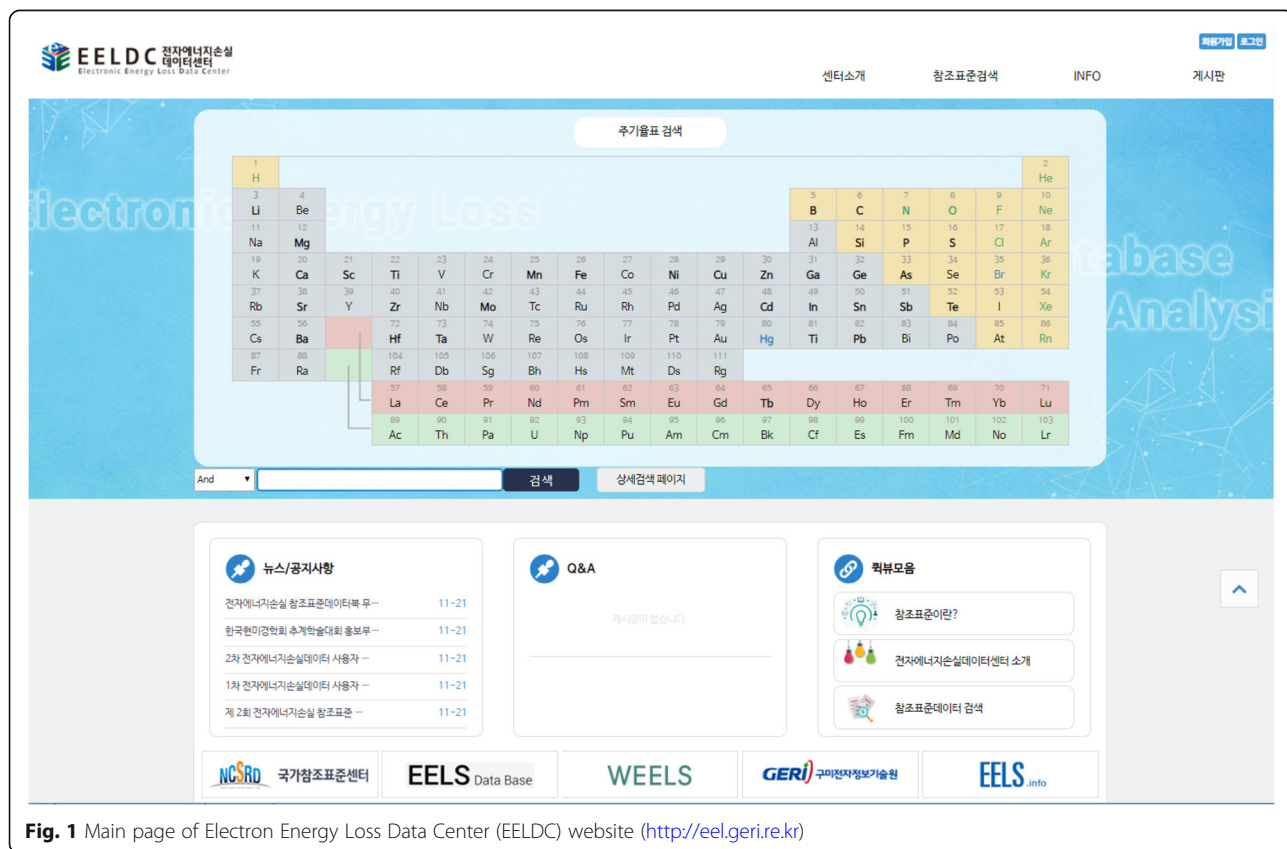 EELDC 전자에너지손실 데이터센터
Electronic Energy Loss Data Center
회원가입 로그인
센터소개 참조표준검색 INFO 게시판
주기율표 검색
Electronic Energy Loss
Database
Analysi
1 2
H He
3 4 5 6 7 8 9 10
Li Be B C N O F Ne
11 12 13 14 15 16 17 18
Na Mg Al Si P S Cl Ar
19 20 21 22 23 24 25 26 27 28 29 30 31 32 33 34 35 36
K Ca Sc Ti V Cr Mn Fe Co Ni Cu Zn Ga Ge As Se Br Kr
37 38 39 40 41 42 43 44 45 46 47 48 49 50 51 52 53 54
Rb Sr Y Zr Nb Mo Tc Ru Rh Pd Ag Cd In Sn Sb Te I Xe
55 56 72 73 74 75 76 77 78 79 80 81 82 83 84 85 86
Cs Ba Hf Ta W Re Os Ir Pt Au Hg Ti Pb Bi Po At Rn
87 88 104 105 106 107 108 109 110 111
Fr Ra Rf Db Sg Bh Hs Mt Ds Rg
57 58 59 60 61 62 63 64 65 66 67 68 69 70 71
La Ce Pr Nd Pm Sm Eu Gd Tb Dy Ho Er Tm Yb Lu
89 90 91 92 93 94 95 96 97 98 99 100 101 102 103
Ac Th Pa U Np Pu Am Cm Bk Cf Es Fm Md No Lr
And 검색 상세검색 페이지
뉴스/공지사항
전자에너지손실 참조표준데이터북 무… 11-21
한국현미경학회 추계학술대회 홍보부… 11-21
2차 전자에너지손실데이터 사용자 … 11-21
1차 전자에너지손실데이터 사용자 … 11-21
제 2회 전자에너지손실 참조표준 … 11-21
Q&A
게시물이 없습니다.
퀵뷰모음
참조표준이란?
전자에너지손실데이터센터 소개
참조표준데이터 검색
NCSRD 국가참조표준센터
EELS Data Base
WEELS
GERI 구미전자정보기술원
EELS.info
Fig. 1 Main page of Electron Energy Loss Data Center (EELDC) website (http://eel.geri.re.kr)